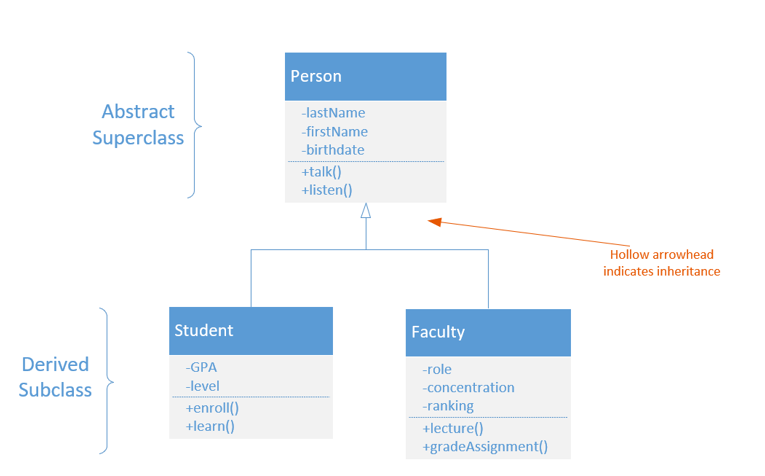 Abstract
Superclass
Person
-lastName
-firstName
-birthdate
+talk()
+listen()
Hollow arrowhead
indicates inheritance
Derived
Subclass
Student
-GPA
-level
+enroll()
+learn()
Faculty
-role
-concentration
-ranking
+lecture()
+gradeAssignment()